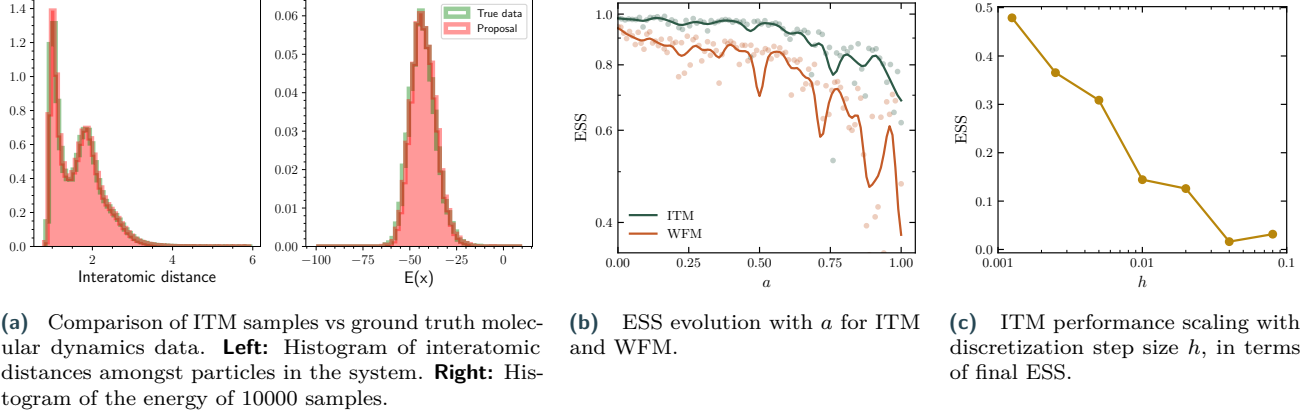 1.4
1.2
1.0
0.8
0.6
0.4
0.2
0.0
2
4
6
Interatomic distance
0.06
0.05
0.04
0.03
0.02
0.01
0.00
−100
−75
−50
−25
0
E(x)
True data
Proposal
1.0
0.8
0.6
0.4
ESS
0.00
0.25
0.50
0.75
1.00
a
ITM
WFM
0.5
0.4
0.3
0.2
0.1
0.0
ESS
0.001
0.01
0.1
h
(a) Comparison of ITM samples vs ground truth molec-
ular dynamics data. Left: Histogram of interatomic
distances amongst particles in the system. Right: His-
togram of the energy of 10000 samples.
(b) ESS evolution with a for ITM
and WFM.
(c) ITM performance scaling with
discretization step size h, in terms
of final ESS.